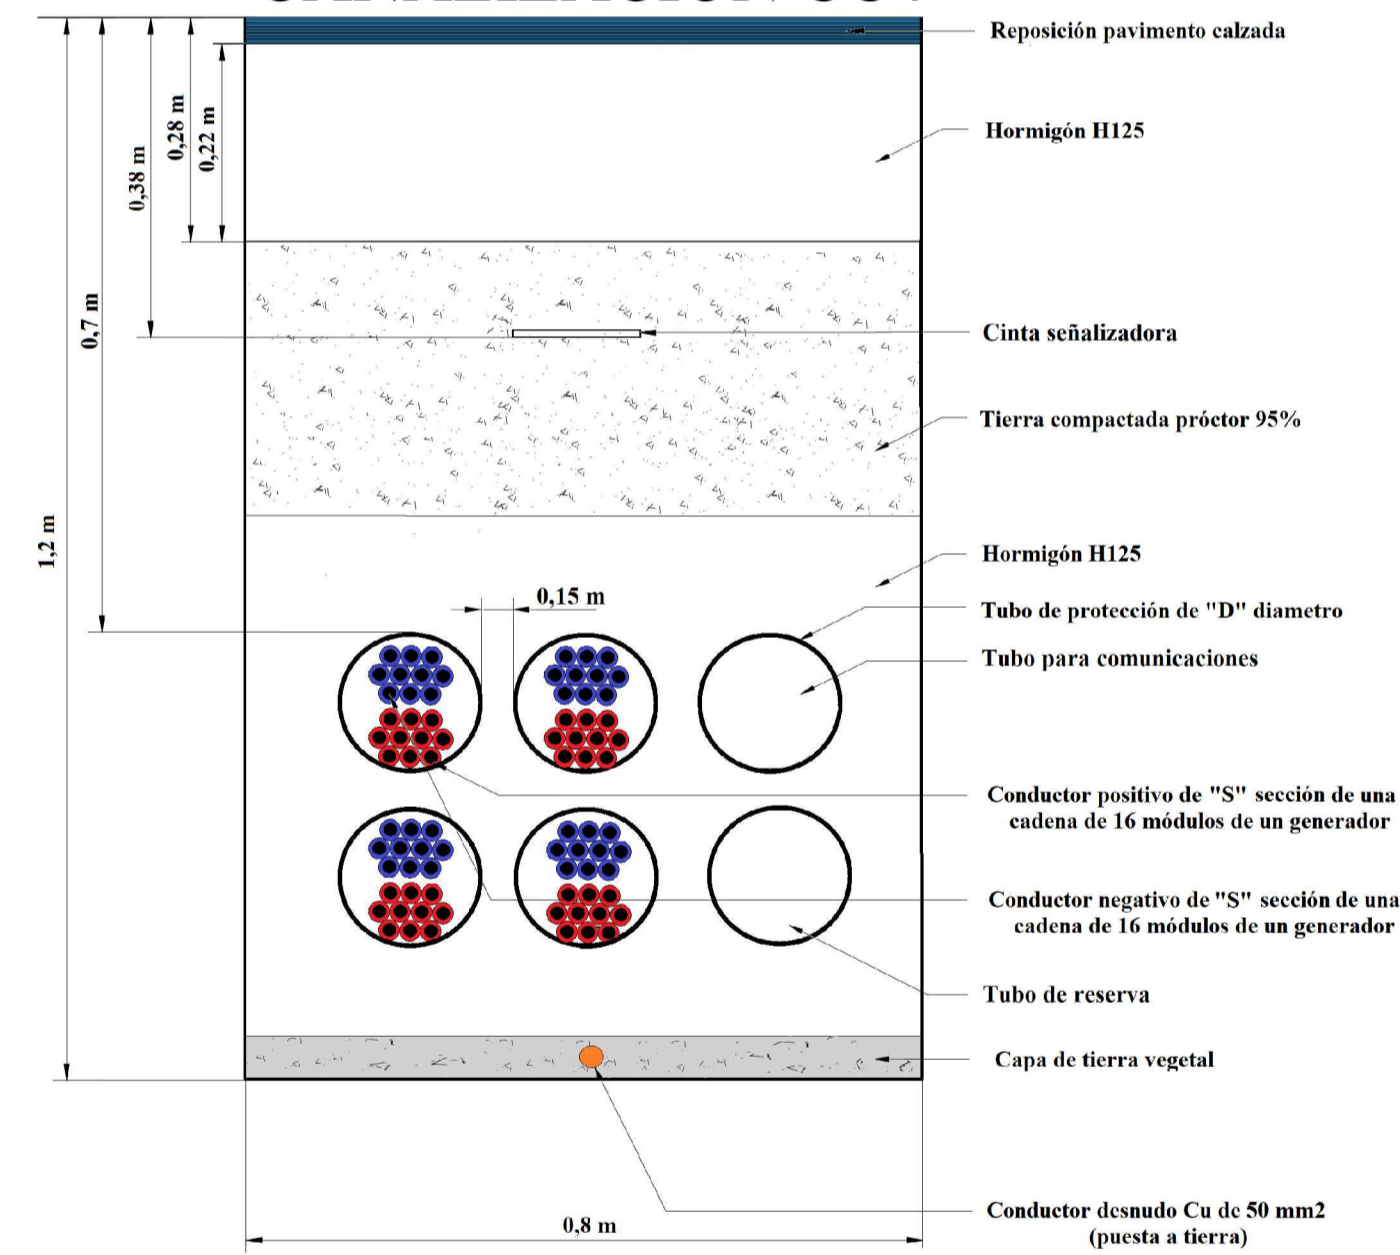 Reposición pavimento calzada
Hormigón H125
0,28 m
0,22 m
0,38 m
Cinta señalizadora
0,7 m
Tierra compactada próctor 95%
1,2 m
Hormigón H125
0,15 m
Tubo de protección de "D" diametro
Tubo para comunicaciones
Conductor positivo de "S" sección de una
cadena de 16 módulos de un generador
Conductor negativo de "S" sección de una
cadena de 16 módulos de un generador
Tubo de reserva
Capa de tierra vegetal
Conductor desnudo Cu de 50 mm2
(puesta a tierra)
0,8 m